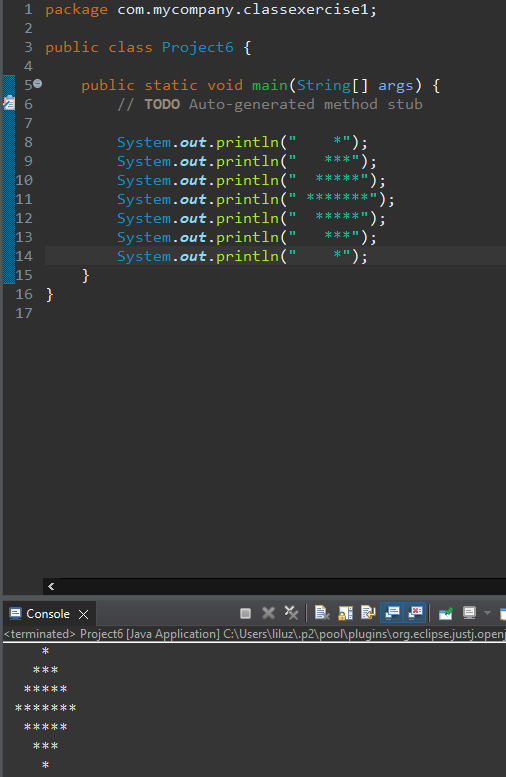 1 package com.mycompany.classexercise1;
2
3 public class Project6 {
4
5     public static void main(String[] args) {
6         // TODO Auto-generated method stub
7
8         System.out.println("    *");
9         System.out.println("   ***");
10         System.out.println("  *****");
11         System.out.println(" *******");
12         System.out.println("  *****");
13         System.out.println("   ***");
14         System.out.println("    *");
15     }
16 }
17
Console
<terminated> Project6 [Java Application] C:\Users\liluz\.p2\pool\plugins\org.eclipse.justj.openj
    *
   ***
  *****
 *******
  *****
   ***
    *